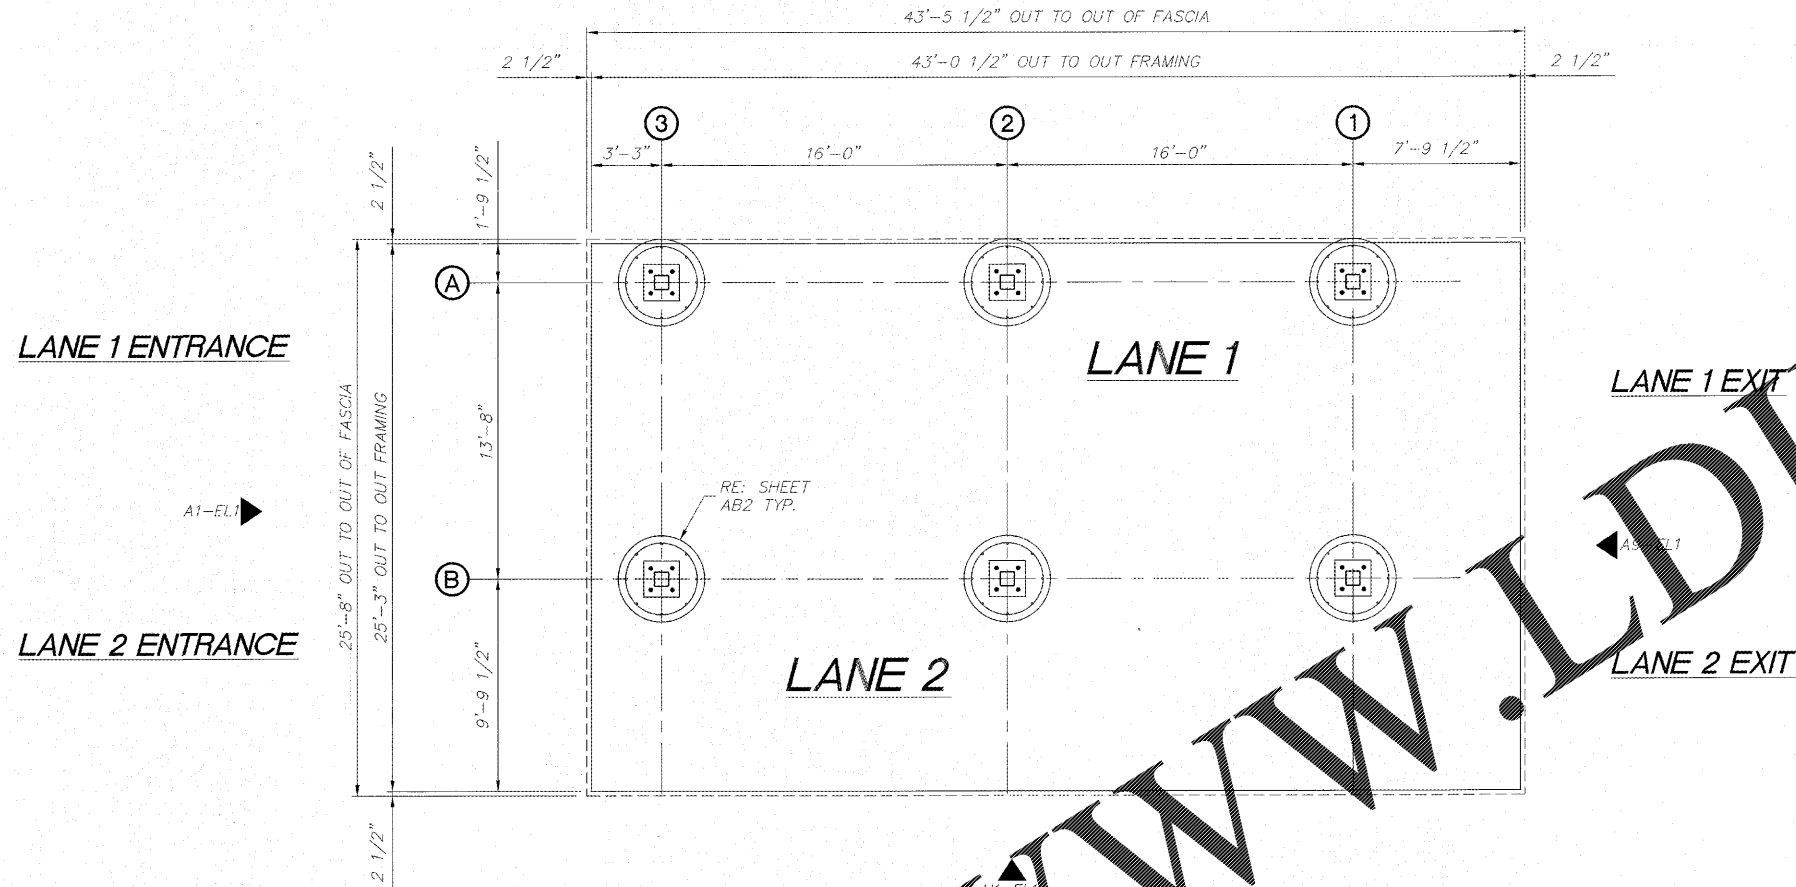 43'-5 1/2" OUT TO OUT OF FASCIA
2 1/2"
43'-0 1/2" OUT TO OUT FRAMING
2 1/2"
3
2
1
3'-3"
16'-0"
16'-0"
7'-9 1/2"
2 1/2"
1'-9 1/2"
A
LANE 1 ENTRANCE
LANE 1
LANE 1 EXIT
25'-8" OUT TO OUT OF FASCIA
25'-3" OUT TO OUT FRAMING
13'-8"
RE: SHEET
AB2 TYP.
A1-EL1
B
LANE 2 ENTRANCE
9'-9 1/2"
LANE 2
LANE 2 EXIT
2 1/2"